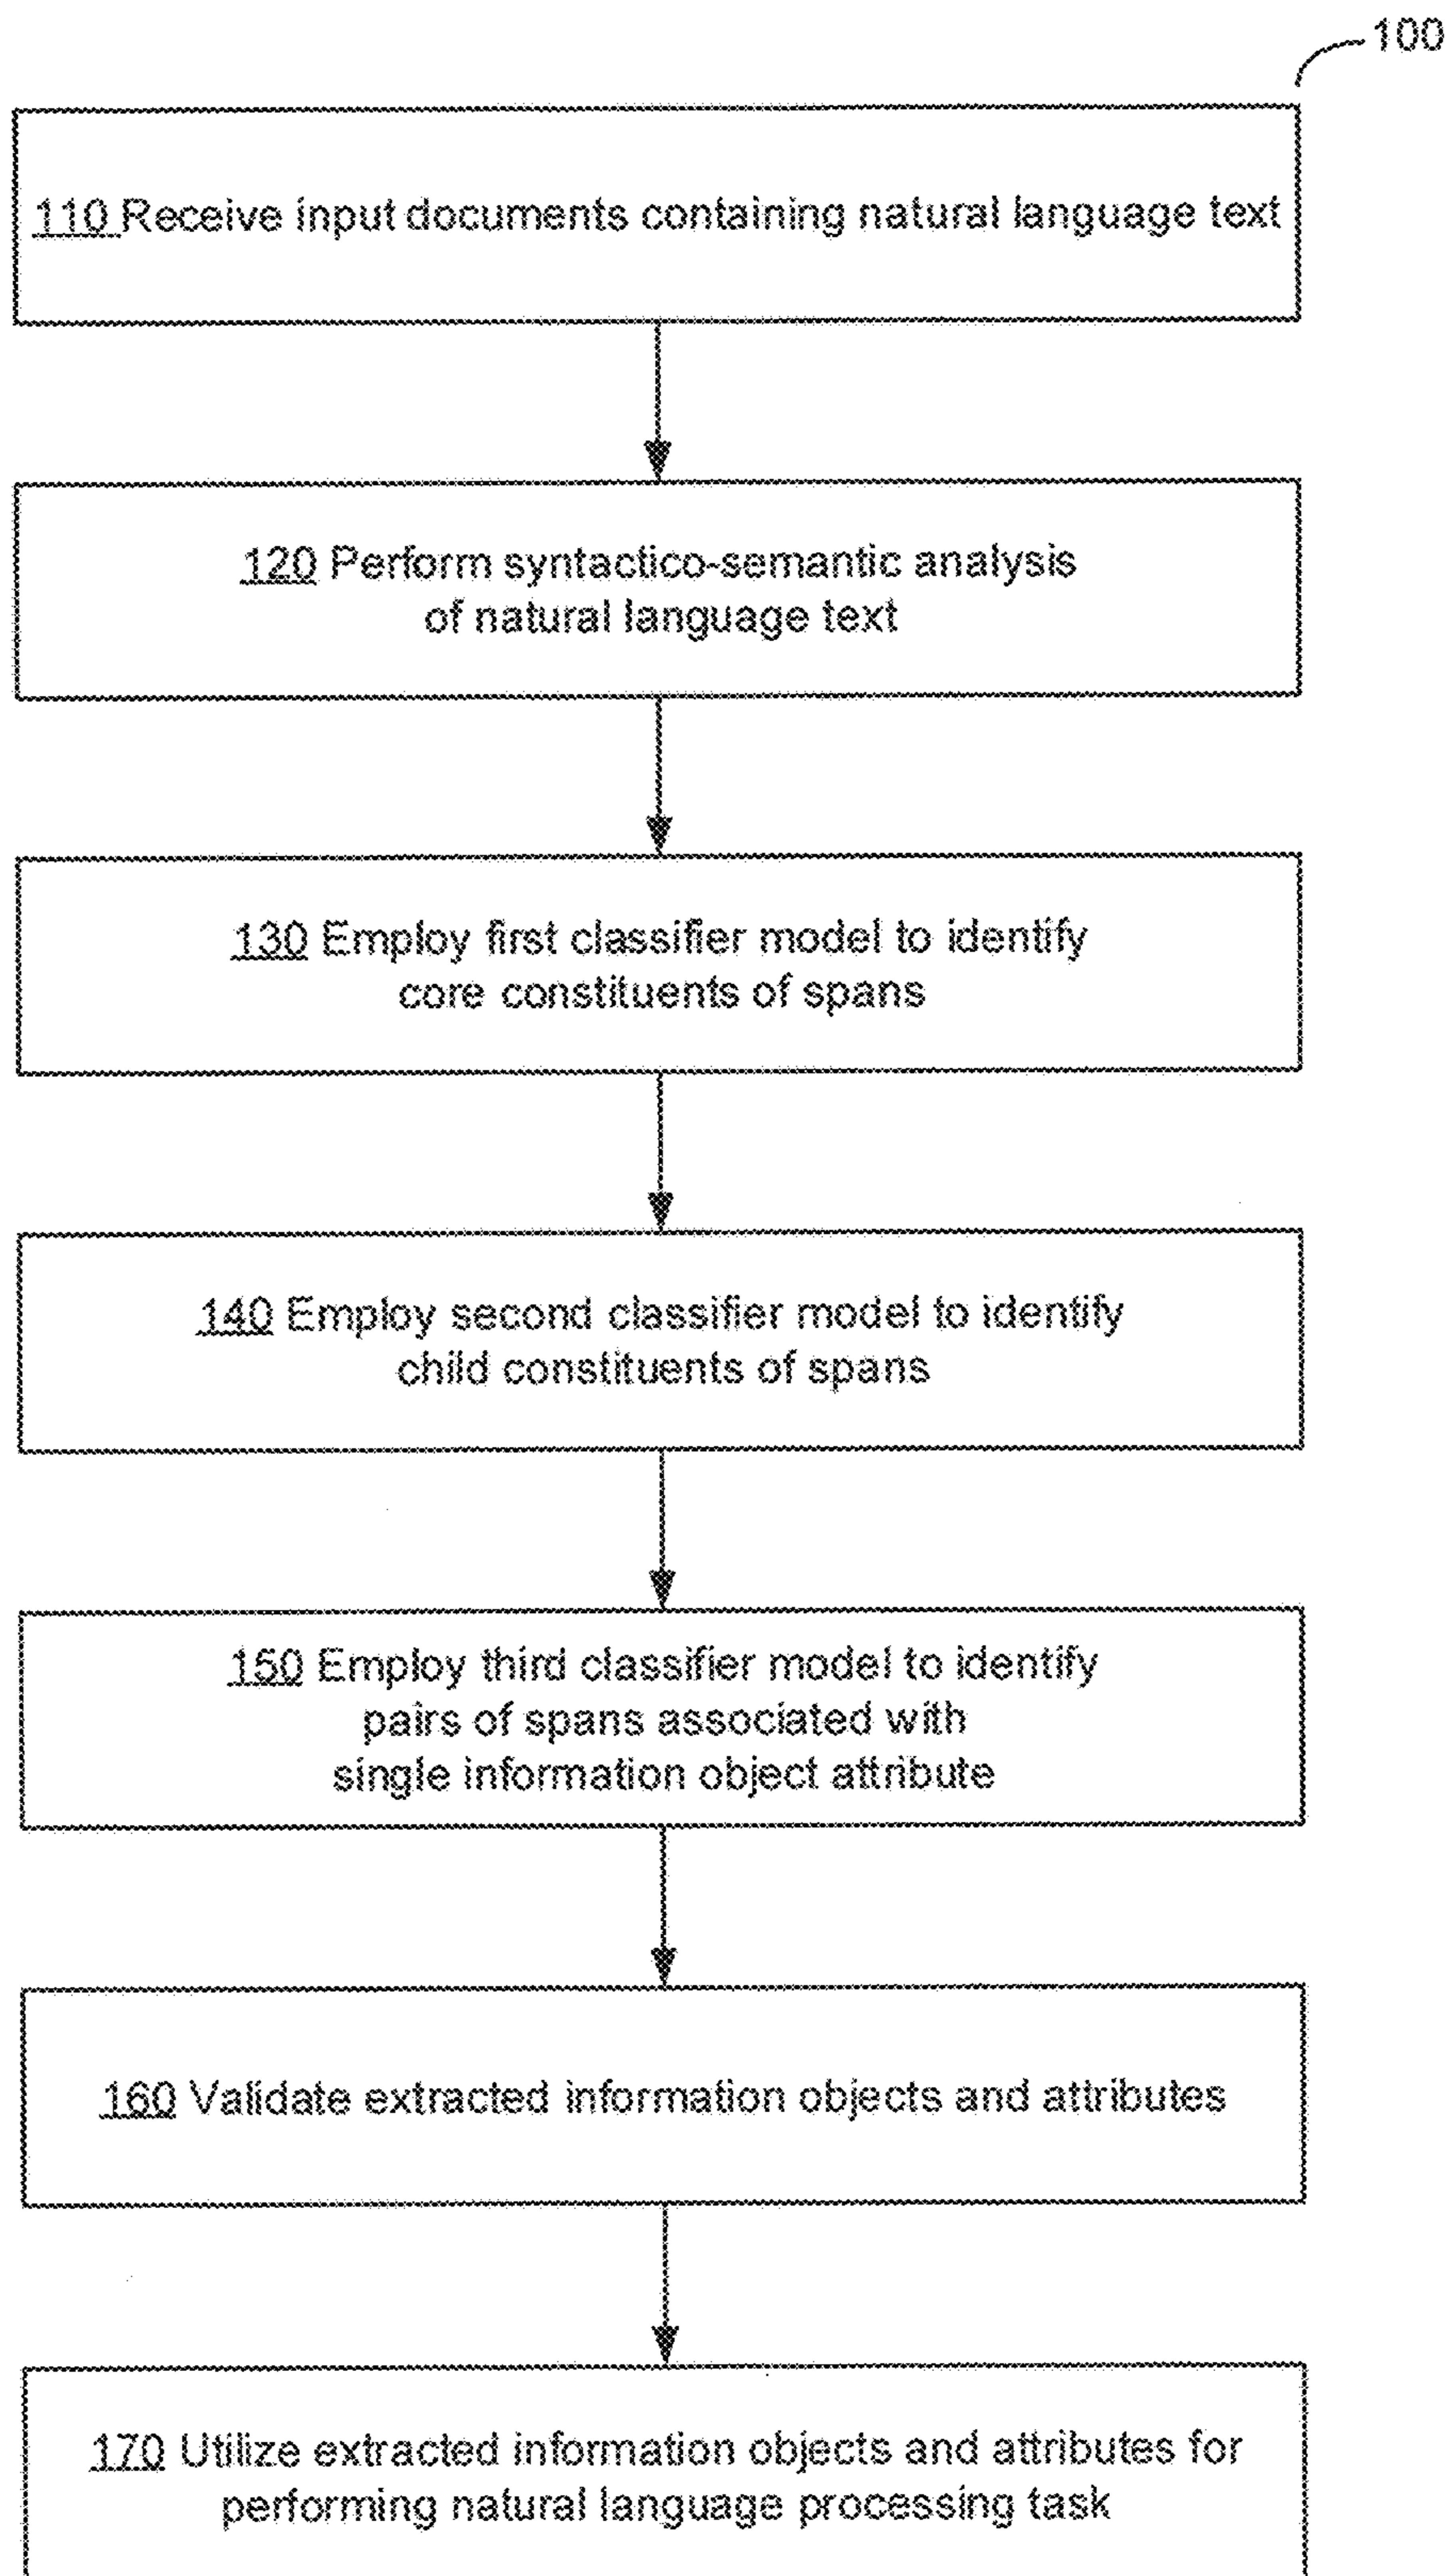 100
110 Receive input documents containing natural language text
120 Perform syntactico-semantic analysis
of natural language text
130 Employ first classifier model to identify
core constituents of spans
140 Employ second classifier model to identify
child constituents of spans
150 Employ third classifier model to identify
pairs of spans associated with
single information object attribute
160 Validate extracted information objects and attributes
170 Utilize extracted information objects and attributes for
performing natural language processing task